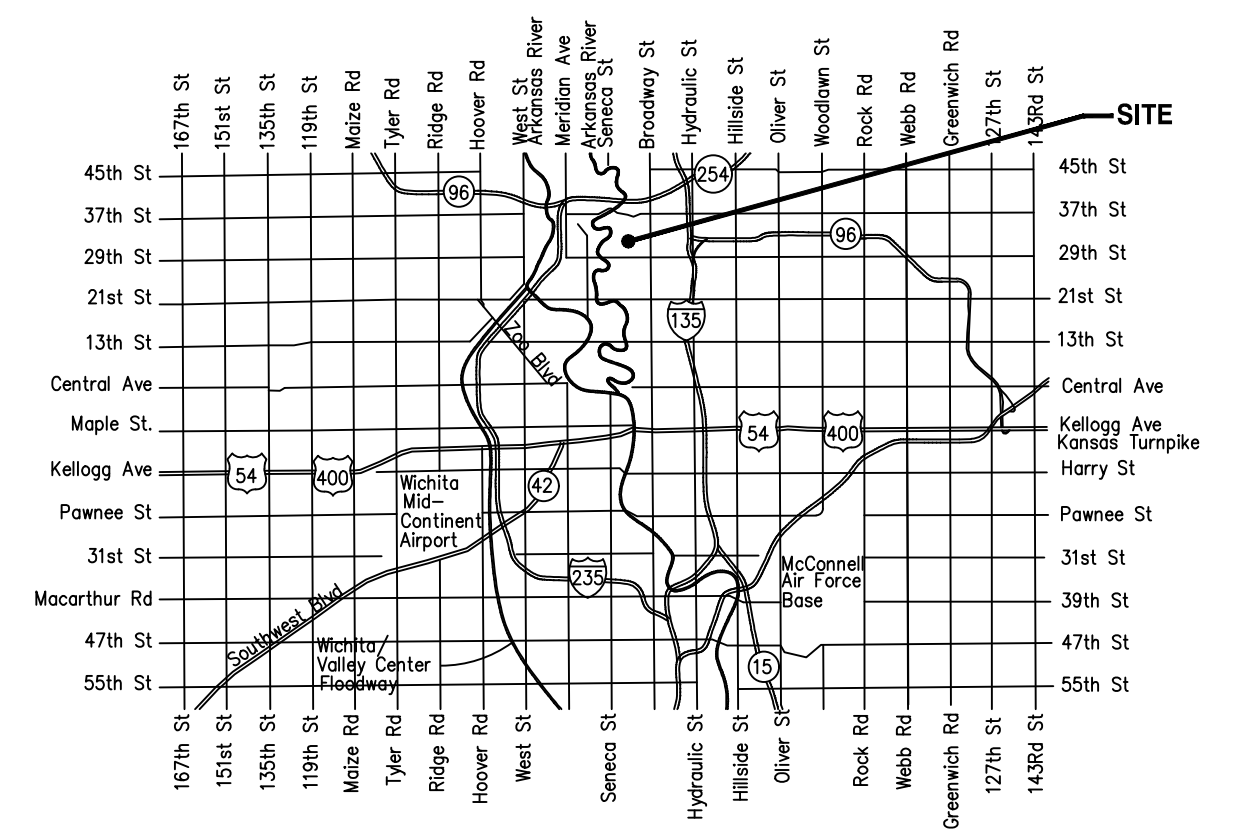 167th St
151st St
135th St
119th St
Maize Rd
Tyler Rd
Ridge Rd
Hoover Rd
West St
Arkansas River
Meridian Ave
Arkansas River
Seneca St
Broadway St
Hydraulic St
Hillside St
Oliver St
Woodlawn St
Rock Rd
Webb Rd
Greenwich Rd
127th St
143Rd St
SITE
45th St
37th St
29th St
21st St
13th St
Central Ave
Maple St.
Kellogg Ave
Pawnee St
31st St
Macarthur Rd
47th St
55th St
96
254
96
135
Zoo Blvd
54
400
54
400
42
Wichita
Mid-
Continent
Airport
235
McConnell
Air Force
Base
Southwest Blvd
Wichita/
Valley Center
Floodway
15
45th St
37th St
29th St
21st St
13th St
Central Ave
Kellogg Ave
Kansas Turnpike
Harry St
Pawnee St
31st St
39th St
47th St
55th St
167th St
151st St
135th St
119th St
Maize Rd
Tyler Rd
Ridge Rd
Hoover Rd
West St
Seneca St
Hydraulic St
Hillside St
Oliver St
Rock Rd
Webb Rd
Greenwich Rd
127th St
143Rd St